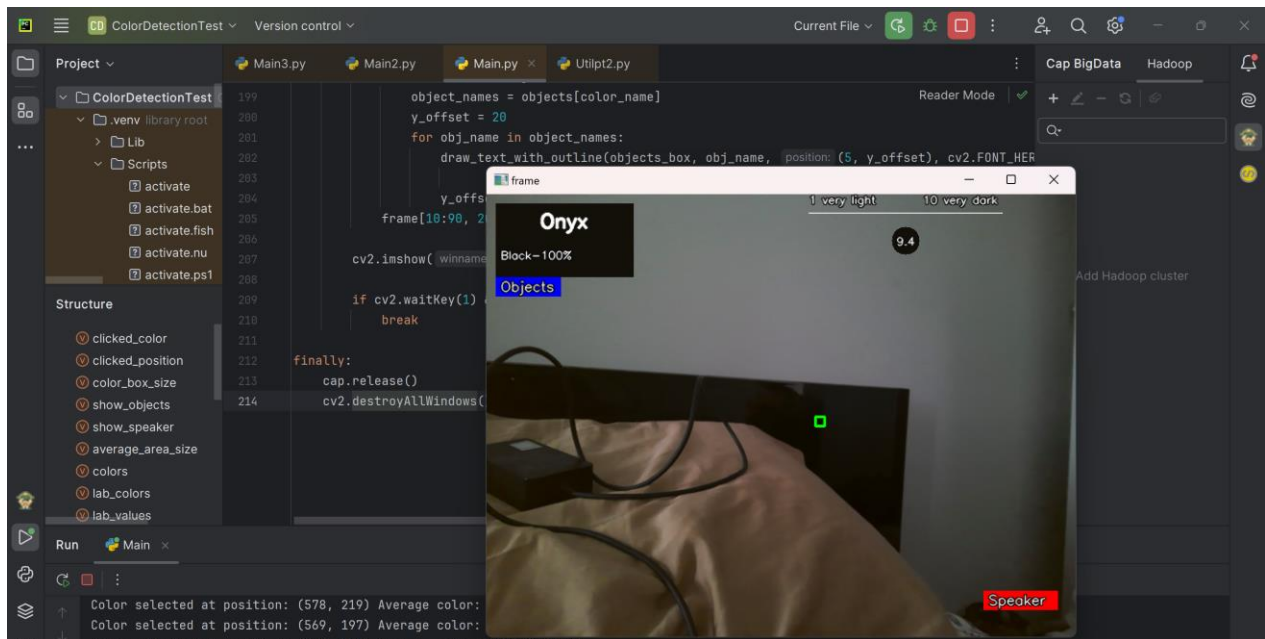 CD ColorDetectionTest Version control Current File
Project
Main3.py Main2.py Main.py Utilpt2.py
Cap BigData Hadoop
ColorDetectionTest
.venv library root
Lib
Scripts
activate
activate.bat
activate.fish
activate.nu
activate.ps1
Structure
clicked_color
clicked_position
color_box_size
show_objects
show_speaker
average_area_size
colors
lab_colors
lab_values
Reader Mode
199 object_names = objects[color_name]
200 y_offset = 20
201 for obj_name in object_names:
202 draw_text_with_outline(objects_box, obj_name, position: (5, y_offset), cv2.FONT_HER
203
204 y_offs
205 frame[10:90, 2
206
207 cv2.imshow( winname
208
209 if cv2.waitKey(1)
210 break
211
212 finally:
213 cap.release()
214 cv2.destroyAllWindows(
Add Hadoop cluster
frame
1 very light 10 very dark
9.4
Onyx
Black-100%
Objects
Speaker
Run Main
Color selected at position: (578, 219) Average color:
Color selected at position: (569, 197) Average color: